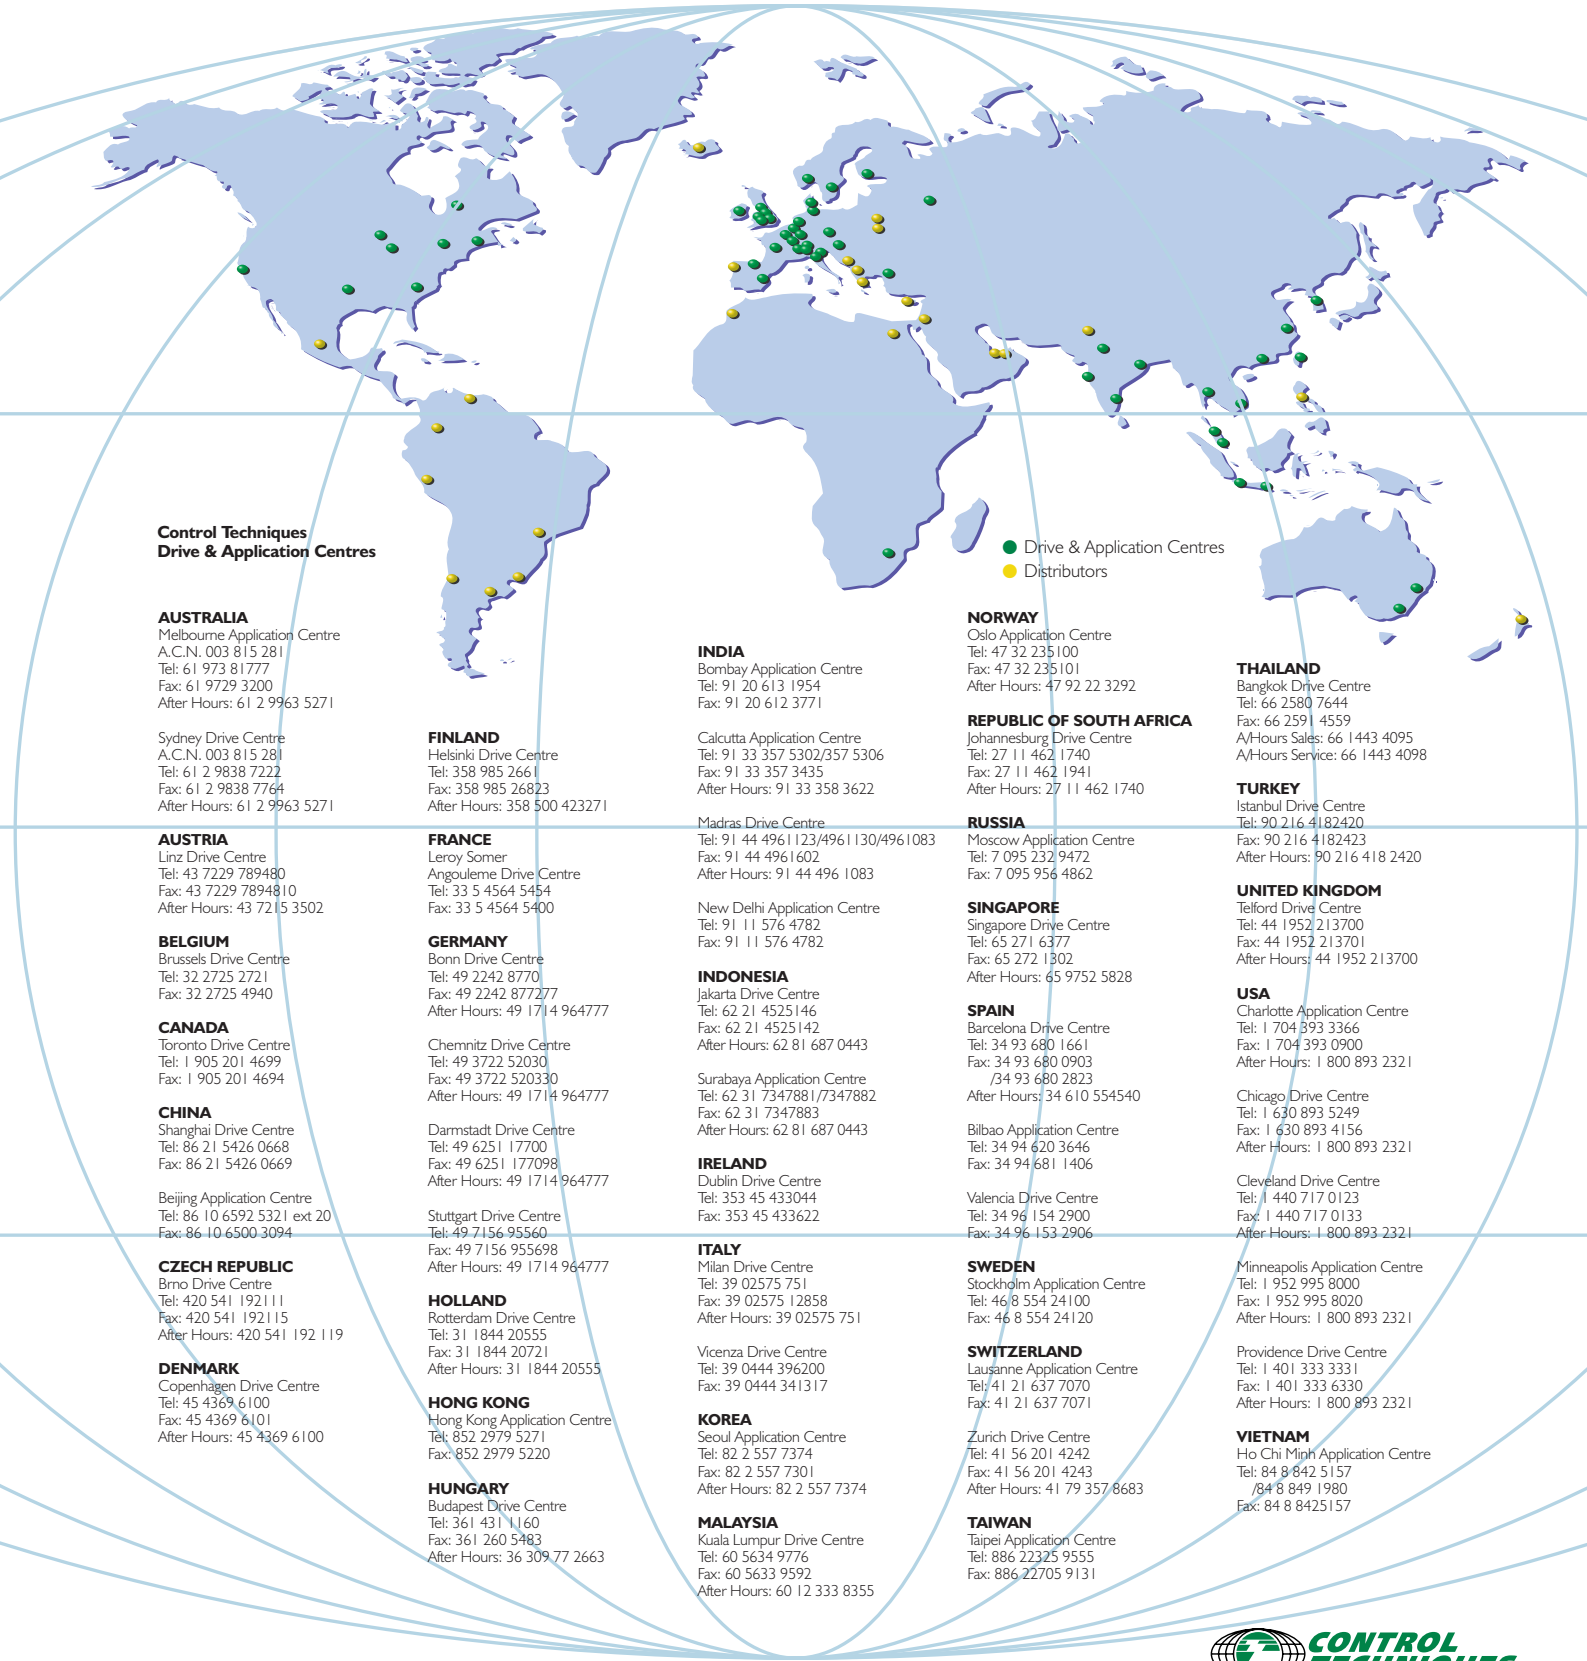 Control Techniques
Drive & Application Centres
Drive & Application Centres
Distributors
AUSTRALIA
Melbourne Application Centre
A.C.N. 003 815 281
Tel: 61 973 81777
Fax: 61 9729 3200
After Hours: 61 2 9963 5271
Sydney Drive Centre
A.C.N. 003 815 281
Tel: 61 2 9838 7222
Fax: 61 2 9838 7764
After Hours: 61 2 9963 5271
AUSTRIA
Linz Drive Centre
Tel: 43 7229 789480
Fax: 43 7229 7894810
After Hours: 43 7215 3502
BELGIUM
Brussels Drive Centre
Tel: 32 2725 2721
Fax: 32 2725 4940
CANADA
Toronto Drive Centre
Tel: 1 905 201 4699
Fax: 1 905 201 4694
CHINA
Shanghai Drive Centre
Tel: 86 21 5426 0668
Fax: 86 21 5426 0669
Beijing Application Centre
Tel: 86 10 6592 5321 ext 20
Fax: 86 10 6500 3094
CZECH REPUBLIC
Brno Drive Centre
Tel: 420 541 192111
Fax: 420 541 192115
After Hours: 420 541 192 119
DENMARK
Copenhagen Drive Centre
Tel: 45 4369 6100
Fax: 45 4369 6101
After Hours: 45 4369 6100
FINLAND
Helsinki Drive Centre
Tel: 358 985 2661
Fax: 358 985 26823
After Hours: 358 500 423271
FRANCE
Leroy Somer
Angouleme Drive Centre
Tel: 33 5 4564 5454
Fax: 33 5 4564 5400
GERMANY
Bonn Drive Centre
Tel: 49 2242 8770
Fax: 49 2242 877277
After Hours: 49 1714 964777
Chemnitz Drive Centre
Tel: 49 3722 52030
Fax: 49 3722 520330
After Hours: 49 1714 964777
Darmstadt Drive Centre
Tel: 49 6251 17700
Fax: 49 6251 177098
After Hours: 49 1714 964777
Stuttgart Drive Centre
Tel: 49 7156 95560
Fax: 49 7156 955698
After Hours: 49 1714 964777
HOLLAND
Rotterdam Drive Centre
Tel: 31 1844 20555
Fax: 31 1844 20721
After Hours: 31 1844 20555
HONG KONG
Hong Kong Application Centre
Tel: 852 2979 5271
Fax: 852 2979 5220
HUNGARY
Budapest Drive Centre
Tel: 361 431 1160
Fax: 361 260 5483
After Hours: 36 309 77 2663
INDIA
Bombay Application Centre
Tel: 91 20 613 1954
Fax: 91 20 612 3771
Calcutta Application Centre
Tel: 91 33 357 5302/357 5306
Fax: 91 33 357 3435
After Hours: 91 33 358 3622
Madras Drive Centre
Tel: 91 44 4961123/4961130/4961083
Fax: 91 44 4961602
After Hours: 91 44 496 1083
New Delhi Application Centre
Tel: 91 11 576 4782
Fax: 91 11 576 4782
INDONESIA
Jakarta Drive Centre
Tel: 62 21 4525146
Fax: 62 21 4525142
After Hours: 62 81 687 0443
Surabaya Application Centre
Tel: 62 31 7347881/7347882
Fax: 62 31 7347883
After Hours: 62 81 687 0443
IRELAND
Dublin Drive Centre
Tel: 353 45 433044
Fax: 353 45 433622
ITALY
Milan Drive Centre
Tel: 39 02575 751
Fax: 39 02575 12858
After Hours: 39 02575 751
Vicenza Drive Centre
Tel: 39 0444 396200
Fax: 39 0444 341317
KOREA
Seoul Application Centre
Tel: 82 2 557 7374
Fax: 82 2 557 7301
After Hours: 82 2 557 7374
MALAYSIA
Kuala Lumpur Drive Centre
Tel: 60 5634 9776
Fax: 60 5633 9592
After Hours: 60 12 333 8355
NORWAY
Oslo Application Centre
Tel: 47 32 235100
Fax: 47 32 235101
After Hours: 47 92 22 3292
REPUBLIC OF SOUTH AFRICA
Johannesburg Drive Centre
Tel: 27 11 462 1740
Fax: 27 11 462 1941
After Hours: 27 11 462 1740
RUSSIA
Moscow Application Centre
Tel: 7 095 232 9472
Fax: 7 095 956 4862
SINGAPORE
Singapore Drive Centre
Tel: 65 271 6377
Fax: 65 272 1302
After Hours: 65 9752 5828
SPAIN
Barcelona Drive Centre
Tel: 34 93 680 1661
Fax: 34 93 680 0903
/34 93 680 2823
After Hours: 34 610 554540
Bilbao Application Centre
Tel: 34 94 620 3646
Fax: 34 94 681 1406
Valencia Drive Centre
Tel: 34 96 154 2900
Fax: 34 96 153 2906
SWEDEN
Stockholm Application Centre
Tel: 46 8 554 24100
Fax: 46 8 554 24120
SWITZERLAND
Lausanne Application Centre
Tel: 41 21 637 7070
Fax: 41 21 637 7071
Zurich Drive Centre
Tel: 41 56 201 4242
Fax: 41 56 201 4243
After Hours: 41 79 357 8683
TAIWAN
Taipei Application Centre
Tel: 886 22325 9555
Fax: 886 22705 9131
THAILAND
Bangkok Drive Centre
Tel: 66 2580 7644
Fax: 66 2591 4559
A/Hours Sales: 66 1443 4095
A/Hours Service: 66 1443 4098
TURKEY
Istanbul Drive Centre
Tel: 90 216 4182420
Fax: 90 216 4182423
After Hours: 90 216 418 2420
UNITED KINGDOM
Telford Drive Centre
Tel: 44 1952 213700
Fax: 44 1952 213701
After Hours: 44 1952 213700
USA
Charlotte Application Centre
Tel: 1 704 393 3366
Fax: 1 704 393 0900
After Hours: 1 800 893 2321
Chicago Drive Centre
Tel: 1 630 893 5249
Fax: 1 630 893 4156
After Hours: 1 800 893 2321
Cleveland Drive Centre
Tel: 1 440 717 0123
Fax: 1 440 717 0133
After Hours: 1 800 893 2321
Minneapolis Application Centre
Tel: 1 952 995 8000
Fax: 1 952 995 8020
After Hours: 1 800 893 2321
Providence Drive Centre
Tel: 1 401 333 3331
Fax: 1 401 333 6330
After Hours: 1 800 893 2321
VIETNAM
Ho Chi Minh Application Centre
Tel: 84 8 842 5157
/84 8 849 1980
Fax: 84 8 8425157
CONTROL
TECHNIQUES